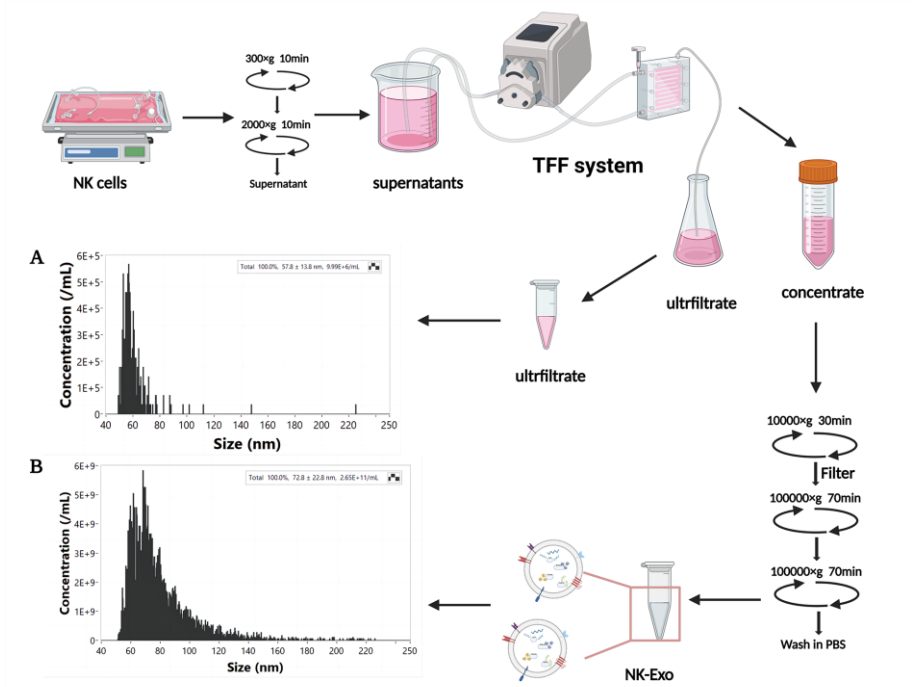 300×g 10min
2000×g 10min
Supernatant
NK cells
supernatants
TFF system
ultrfiltrate
concentrate
ultrfiltrate
A
Concentration (/mL)
6E+5
5E+5
4E+5
3E+5
2E+5
1E+5
0
Total 100.0%, 57.8 ± 13.8 nm, 9.99E+6/mL
40 60 80 100 120 140 160 180 200 220 250
Size (nm)
B
Concentration (/mL)
6E+9
5E+9
4E+9
3E+9
2E+9
1E+9
0
Total 100.0%, 72.8 ± 22.8 nm, 2.65E+11/mL
40 60 80 100 120 140 160 180 200 220 250
Size (nm)
10000×g 30min
Filter
100000×g 70min
100000×g 70min
Wash in PBS
NK-Exo